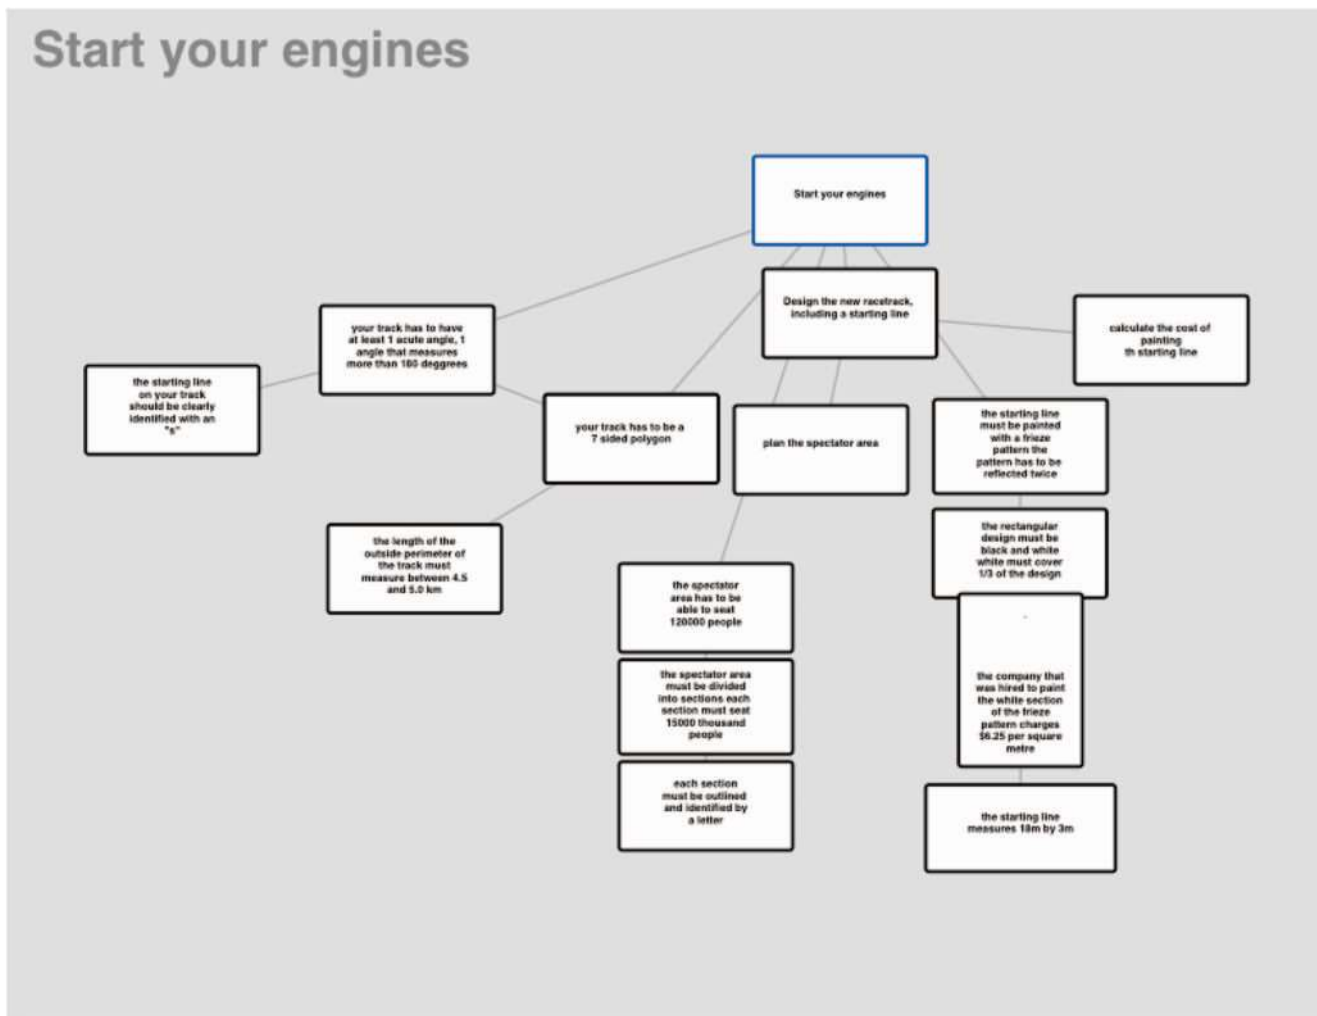 Start your engines
Start your engines
Design the new racetrack,
including a starting line
calculate the cost of
painting
th starting line
your track has to have
at least 1 acute angle, 1
angle that measures
more than 180 deggrees
the starting line
on your track
should be clearly
identified with an
"s"
your track has to be a
7 sided polygon
plan the spectator area
the starting line
must be painted
with a frieze
pattern the
pattern has to be
reflected twice
the length of the
outside perimeter of
the track must
measure between 4.5
and 5.0 km
the rectangular
design must be
black and white
white must cover
1/3 of the design
the spectator
area has to be
able to seat
120000 people
the spectator area
must be divided
into sections each
section must seat
15000 thousand
people
each section
must be outlined
and identified by
a letter
the company that
was hired to paint
the white section
of the frieze
pattern charges
$6.25 per square
metre
the starting line
measures 18m by 3m